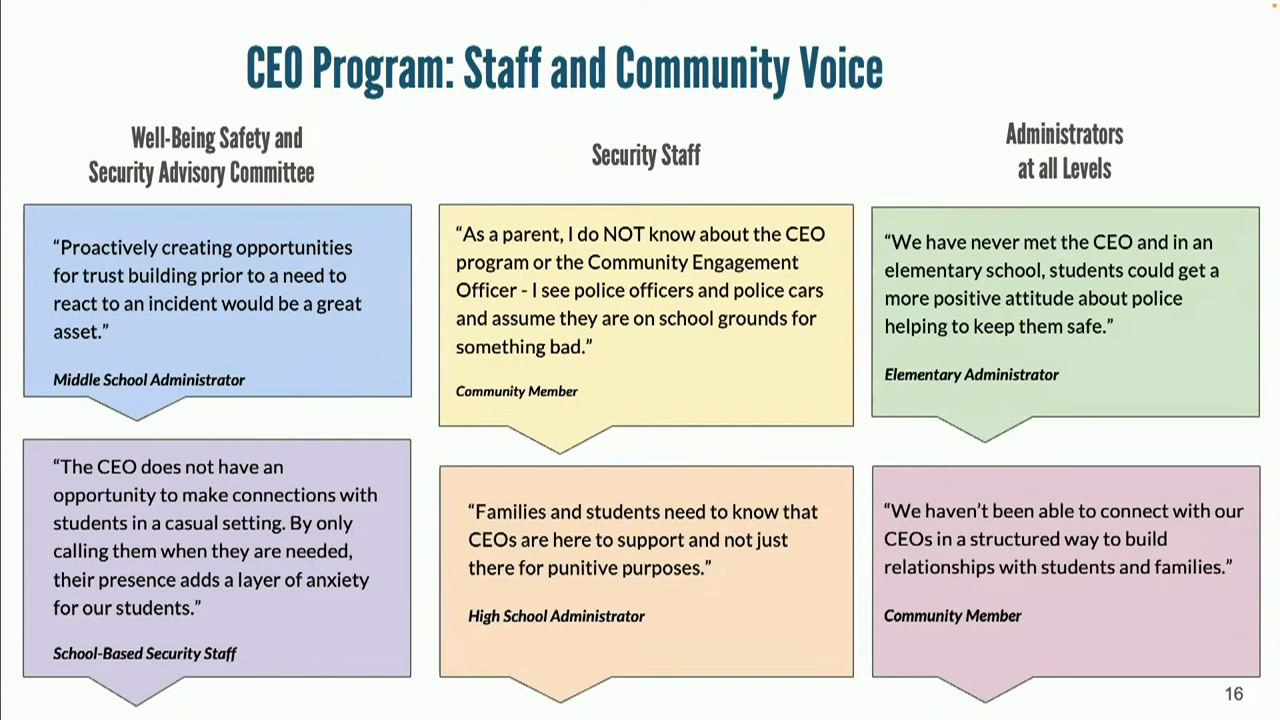 CEO Program: Staff and Community Voice
Well-Being Safety and
Security Advisory Committee
Security Staff
Administrators
at all Levels
“Proactively creating opportunities
for trust building prior to a need to
react to an incident would be a great
asset.”
Middle School Administrator
“As a parent, I do NOT know about the CEO
program or the Community Engagement
Officer - I see police officers and police cars
and assume they are on school grounds for
something bad.”
Community Member
“We have never met the CEO and in an
elementary school, students could get a
more positive attitude about police
helping to keep them safe.”
Elementary Administrator
“The CEO does not have an
opportunity to make connections with
students in a casual setting. By only
calling them when they are needed,
their presence adds a layer of anxiety
for our students.”
School-Based Security Staff
“Families and students need to know that
CEOs are here to support and not just
there for punitive purposes.”
High School Administrator
“We haven’t been able to connect with our
CEOs in a structured way to build
relationships with students and families.”
Community Member
16